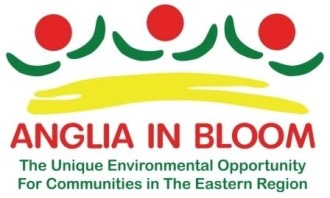 ANGLIA IN BLOOM
The Unique Environmental Opportunity
For Communities in The Eastern Region